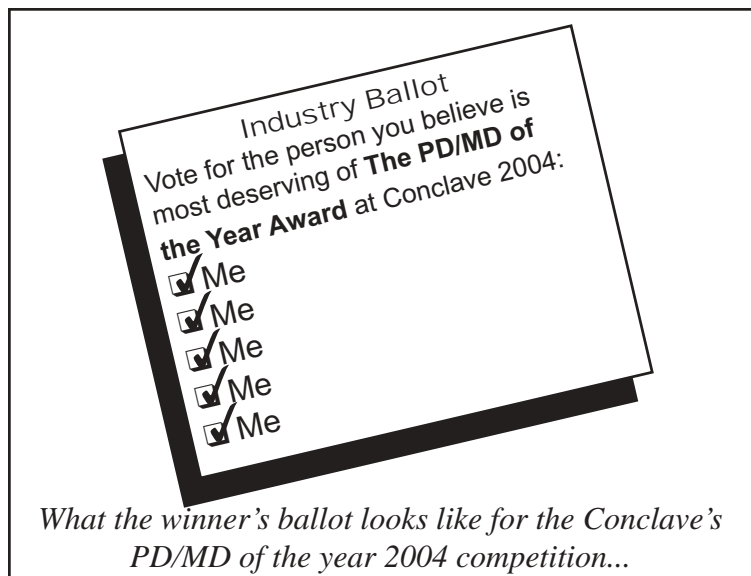 Industry Ballot
Vote for the person you believe is
most deserving of The PD/MD of
the Year Award at Conclave 2004:
Me
Me
Me
Me
Me
What the winner’s ballot looks like for the Conclave’s
PD/MD of the year 2004 competition...